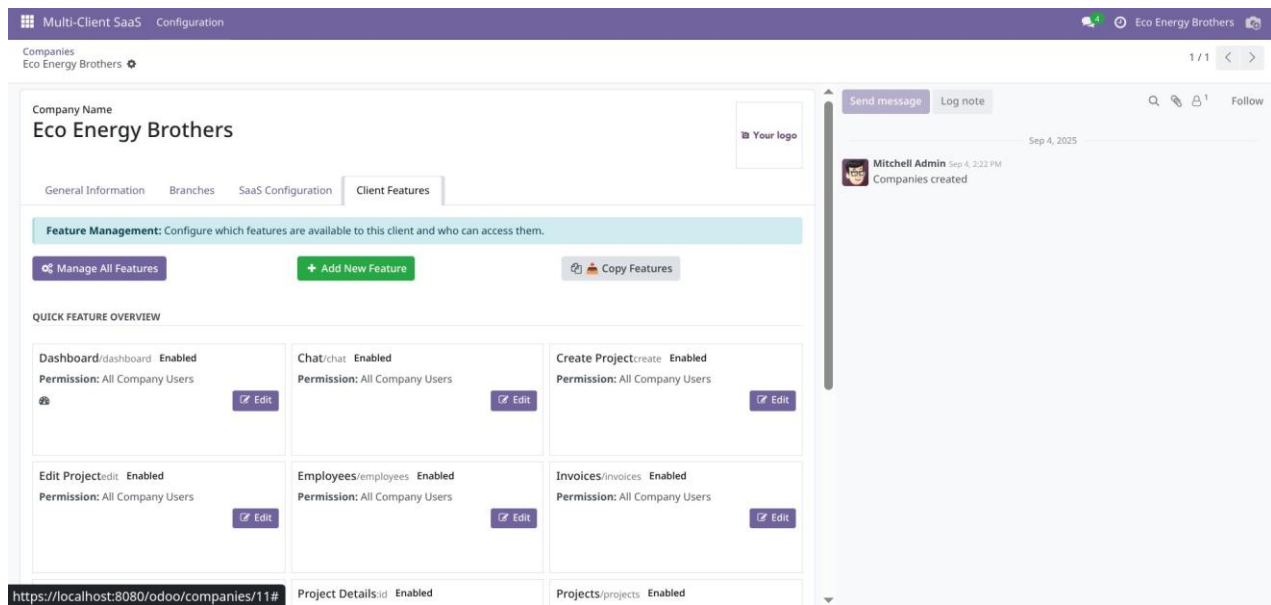 Multi-Client SaaS Configuration 4 Eco Energy Brothers
Companies
Eco Energy Brothers 1 / 1
Company Name
Eco Energy Brothers
Your logo
General Information Branches SaaS Configuration Client Features
Feature Management: Configure which features are available to this client and who can access them.
Manage All Features + Add New Feature Copy Features
QUICK FEATURE OVERVIEW
Dashboard/dashboard Enabled
Permission: All Company Users
Edit
Chat/chat Enabled
Permission: All Company Users
Edit
Create Projectcreate Enabled
Permission: All Company Users
Edit
Edit Projectedit Enabled
Permission: All Company Users
Edit
Employees/employees Enabled
Permission: All Company Users
Edit
Invoices/invoices Enabled
Permission: All Company Users
Edit
Project Details:id Enabled
Projects/projects Enabled
https://localhost:8080/odoo/companies/11#
Send message Log note 1 Follow
Sep 4, 2025
Mitchell Admin Sep 4, 2:22 PM
Companies created